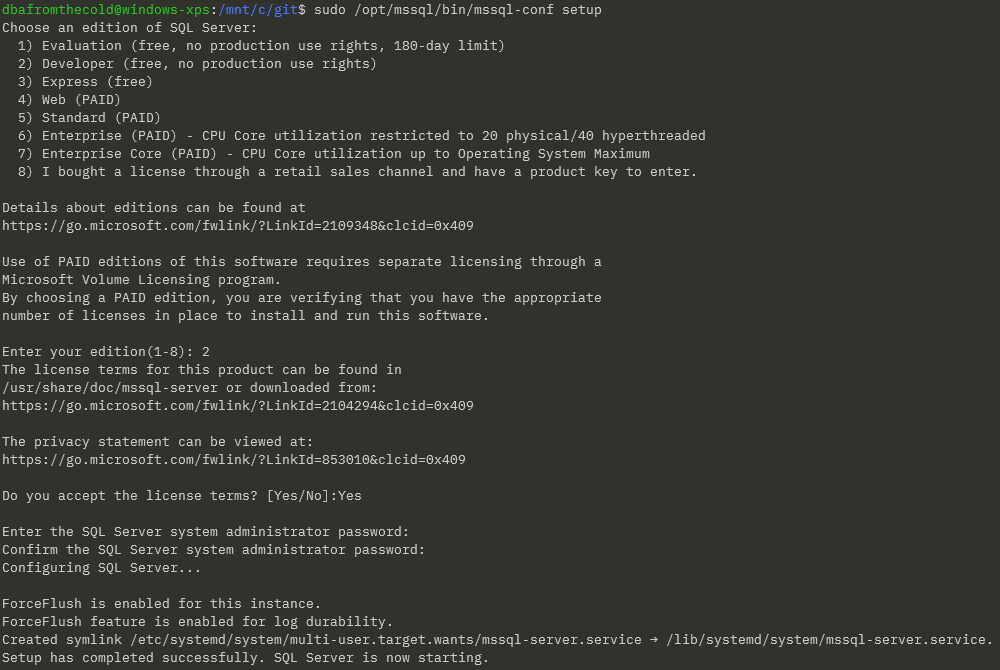 dbafromthecold@windows-xps:/mnt/c/git$ sudo /opt/mssql/bin/mssql-conf setup
Choose an edition of SQL Server:
  1) Evaluation (free, no production use rights, 180-day limit)
  2) Developer (free, no production use rights)
  3) Express (free)
  4) Web (PAID)
  5) Standard (PAID)
  6) Enterprise (PAID) - CPU Core utilization restricted to 20 physical/40 hyperthreaded
  7) Enterprise Core (PAID) - CPU Core utilization up to Operating System Maximum
  8) I bought a license through a retail sales channel and have a product key to enter.

Details about editions can be found at
https://go.microsoft.com/fwlink/?LinkId=2109348&clcid=0x409

Use of PAID editions of this software requires separate licensing through a
Microsoft Volume Licensing program.
By choosing a PAID edition, you are verifying that you have the appropriate
number of licenses in place to install and run this software.

Enter your edition(1-8): 2
The license terms for this product can be found in
/usr/share/doc/mssql-server or downloaded from:
https://go.microsoft.com/fwlink/?LinkId=2104294&clcid=0x409

The privacy statement can be viewed at:
https://go.microsoft.com/fwlink/?LinkId=853010&clcid=0x409

Do you accept the license terms? [Yes/No]:Yes

Enter the SQL Server system administrator password:
Confirm the SQL Server system administrator password:
Configuring SQL Server...

ForceFlush is enabled for this instance.
ForceFlush feature is enabled for log durability.
Created symlink /etc/systemd/system/multi-user.target.wants/mssql-server.service → /lib/systemd/system/mssql-server.service.
Setup has completed successfully. SQL Server is now starting.